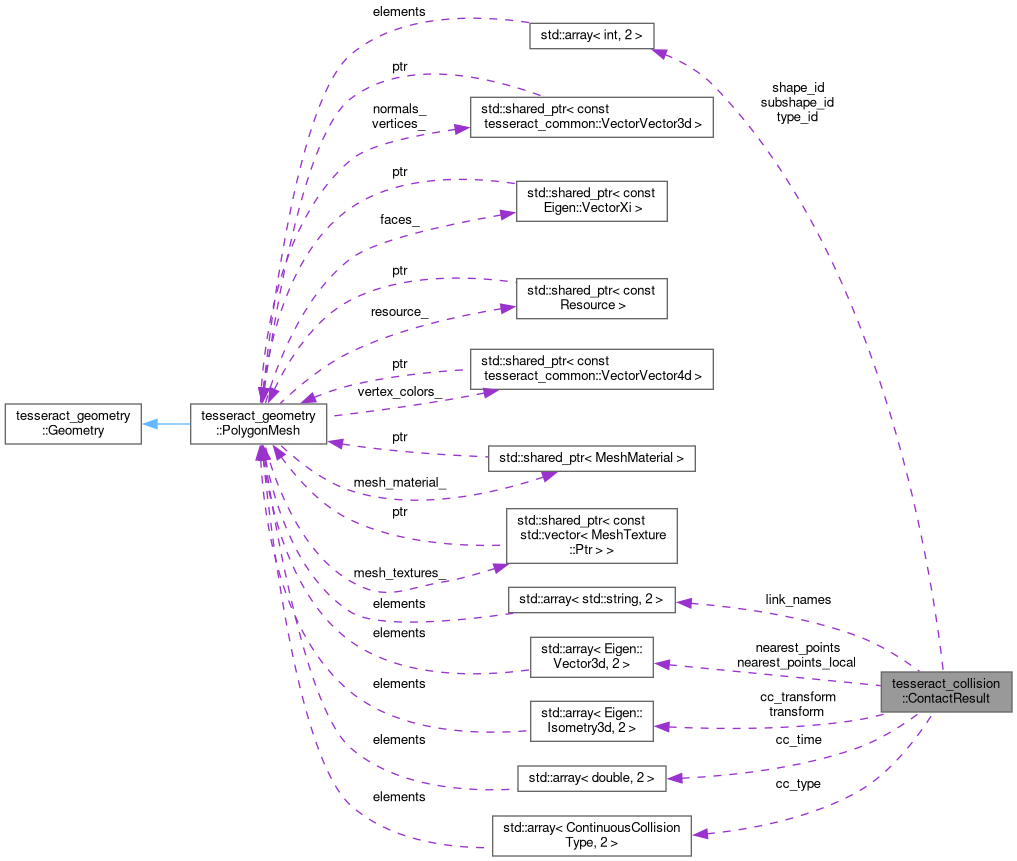 elements
std::array< int, 2 >
ptr
shape_id
subshape_id
type_id
normals_
vertices_
std::shared_ptr< const
tesseract_common::VectorVector3d >
ptr
std::shared_ptr< const
Eigen::VectorXi >
faces_
ptr
std::shared_ptr< const
Resource >
resource_
ptr
std::shared_ptr< const
tesseract_common::VectorVector4d >
vertex_colors_
tesseract_geometry
::Geometry
tesseract_geometry
::PolygonMesh
ptr
std::shared_ptr< MeshMaterial >
mesh_material_
ptr
std::shared_ptr< const
std::vector< MeshTexture
::Ptr > >
mesh_textures_
elements
std::array< std::string, 2 >
link_names
elements
std::array< Eigen::
Vector3d, 2 >
nearest_points
nearest_points_local
elements
std::array< Eigen::
Isometry3d, 2 >
cc_transform
transform
tesseract_collision
::ContactResult
elements
std::array< double, 2 >
cc_time
elements
std::array< ContinuousCollision
Type, 2 >
cc_type